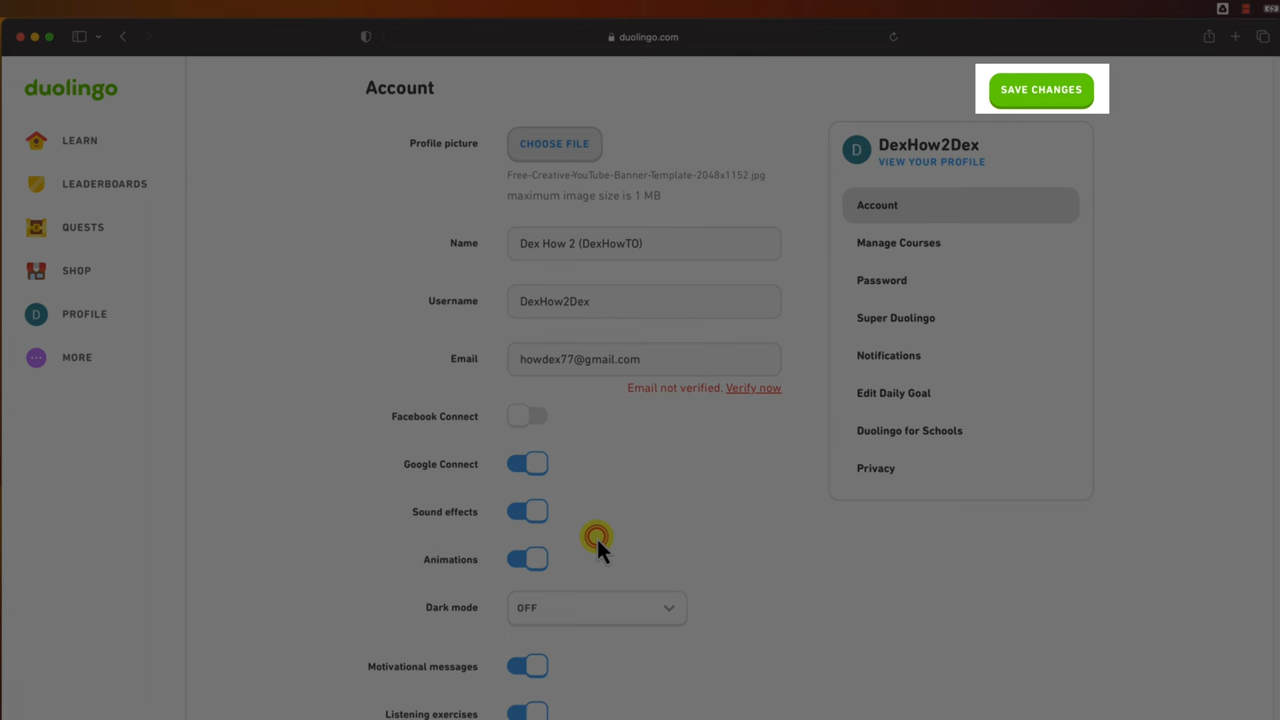 duolingo.com
duolingo
LEARN
LEADERBOARDS
QUESTS
SHOP
D PROFILE
MORE
Account
SAVE CHANGES
Profile picture CHOOSE FILE
Free-Creative-YouTube-Banner-Template-2048x1152.jpg
maximum image size is 1 MB
Name Dex How 2 (DexHowTO)
Username DexHow2Dex
Email howdex77@gmail.com
Email not verified. Verify now
Facebook Connect
Google Connect
Sound effects
Animations
Dark mode OFF
Motivational messages
Listening exercises
D DexHow2Dex
VIEW YOUR PROFILE
Account
Manage Courses
Password
Super Duolingo
Notifications
Edit Daily Goal
Duolingo for Schools
Privacy